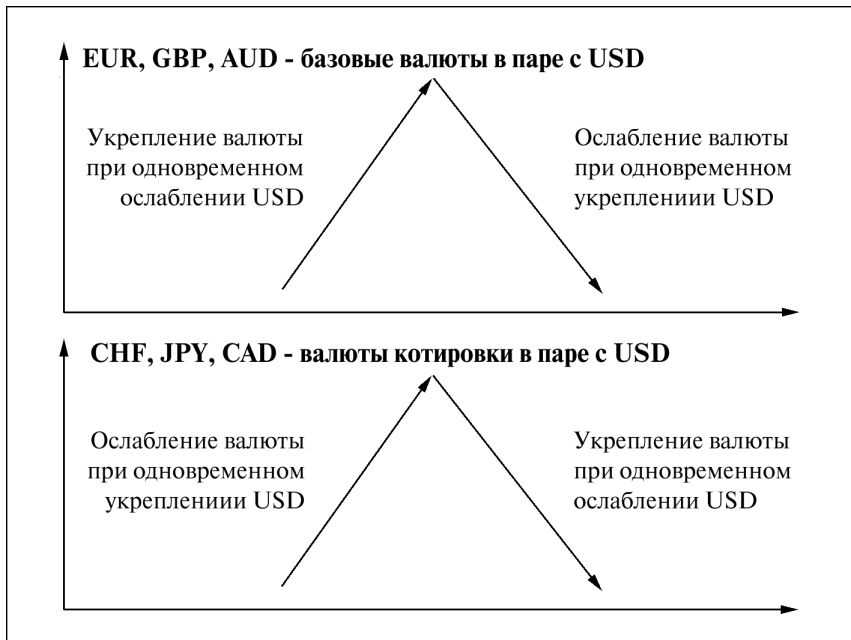 EUR, GBP, AUD - базовые валюты в паре с USD
Укрепление валюты
при одновременном
ослаблении USD
Ослабление валюты
при одновременном
укреплениии USD
CHF, JPY, CAD - валюты котировки в паре с USD
Ослабление валюты
при одновременном
укреплениии USD
Укрепление валюты
при одновременном
ослаблении USD